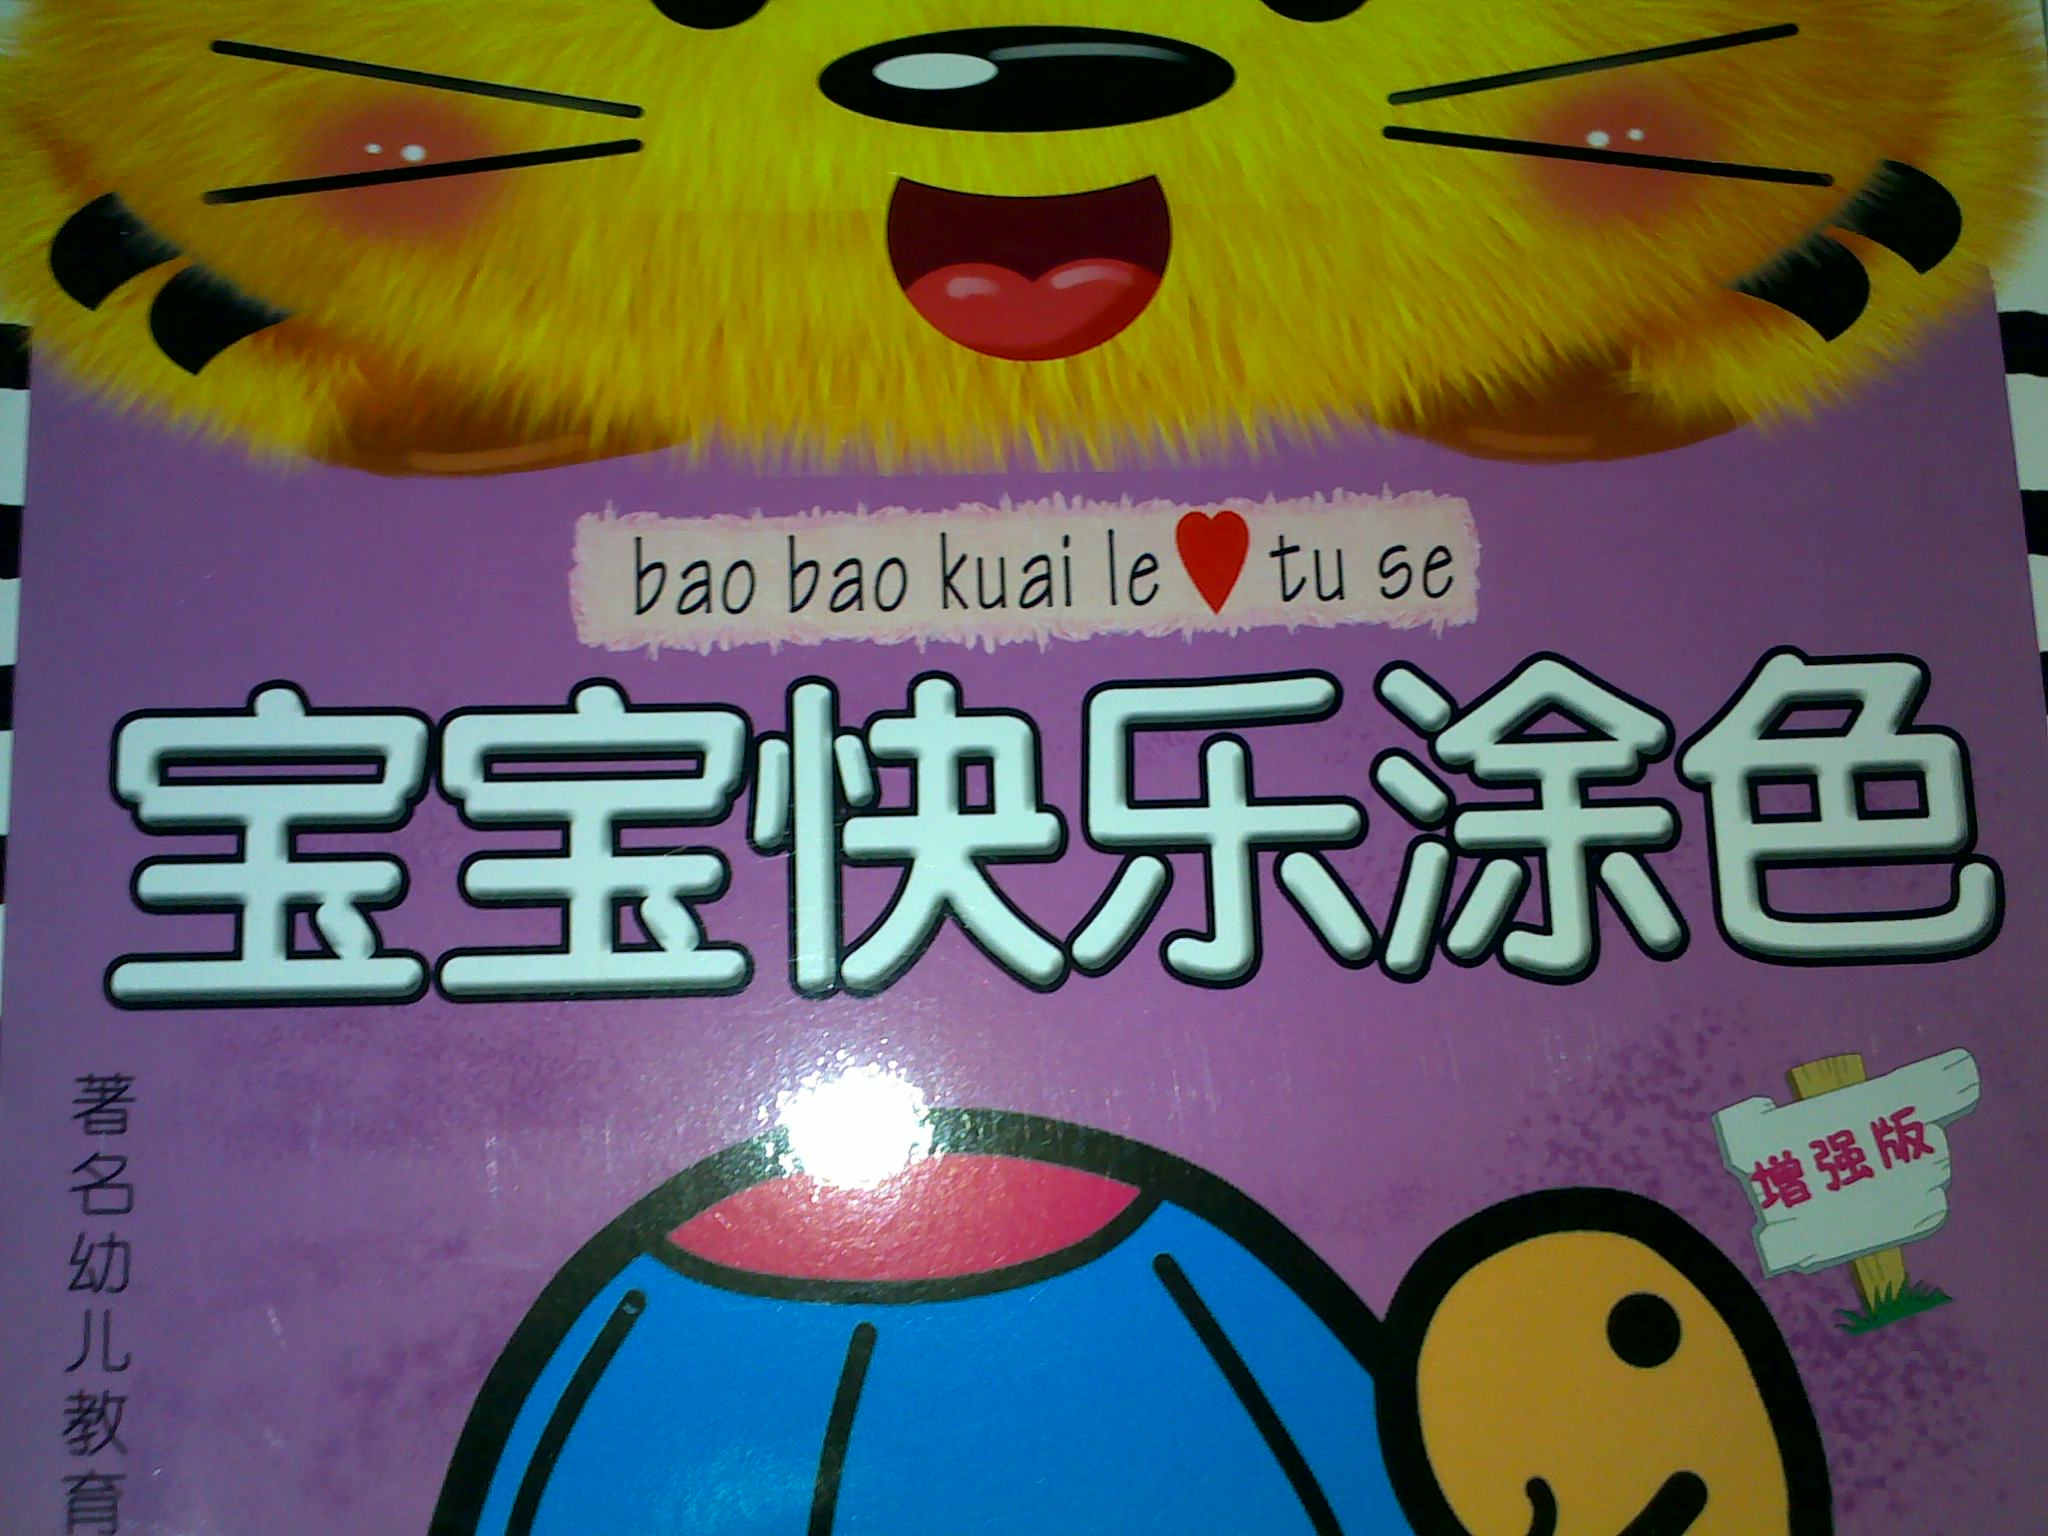 bao bao kuai le tu se
宝宝快乐涂色
增强版
著名幼儿教育